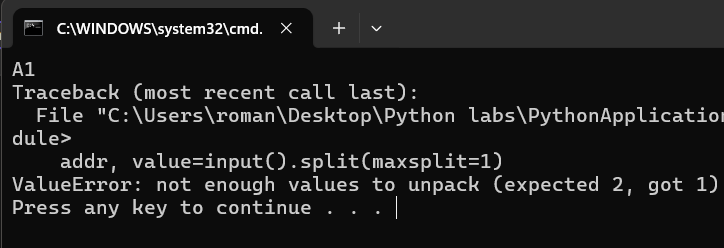 C:\WINDOWS\system32\cmd.
A1
Traceback (most recent call last):
  File "C:\Users\roman\Desktop\Python labs\PythonApplication
dule>
    addr, value=input().split(maxsplit=1)
ValueError: not enough values to unpack (expected 2, got 1)
Press any key to continue . . .